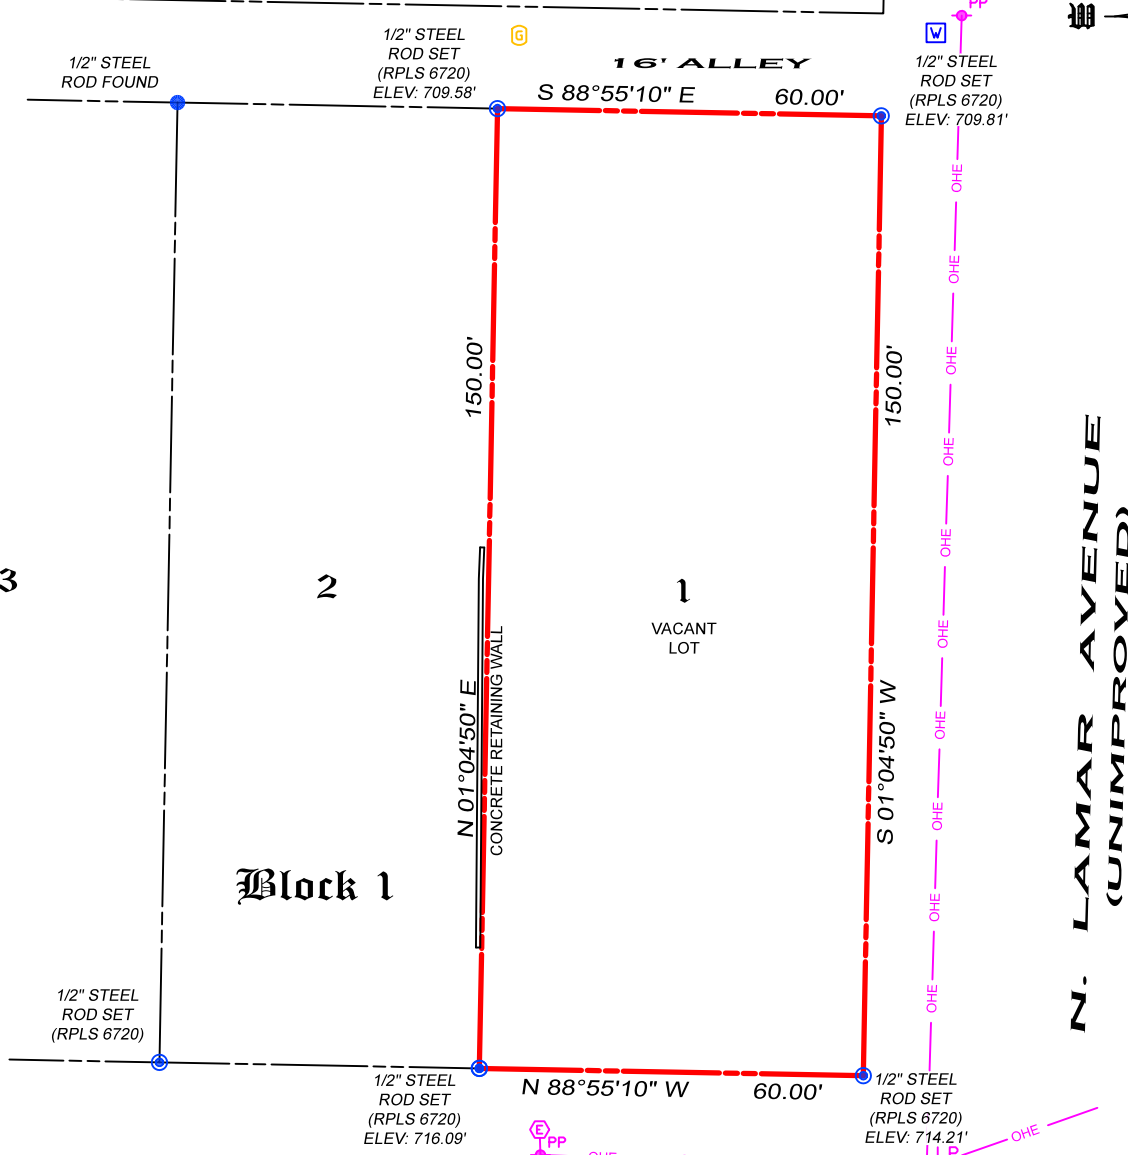 PP
G
W
1/2" STEEL
ROD FOUND
1/2" STEEL
ROD SET
(RPLS 6720)
ELEV: 709.58'
16' ALLEY
S 88°55'10" E 60.00'
1/2" STEEL
ROD SET
(RPLS 6720)
ELEV: 709.81'
OHE
OHE
OHE
OHE
OHE
OHE
OHE
OHE
OHE
OHE
150.00'
150.00'
3
2
1
VACANT
LOT
N 01°04'50" E
CONCRETE RETAINING WALL
S 01°04'50" W
N. LAMAR AVENUE
(UNIMPROVED)
Block 1
1/2" STEEL
ROD SET
(RPLS 6720)
1/2" STEEL
ROD SET
(RPLS 6720)
ELEV: 716.09'
N 88°55'10" W 60.00'
1/2" STEEL
ROD SET
(RPLS 6720)
ELEV: 714.21'
E
PP
OHE
OHE